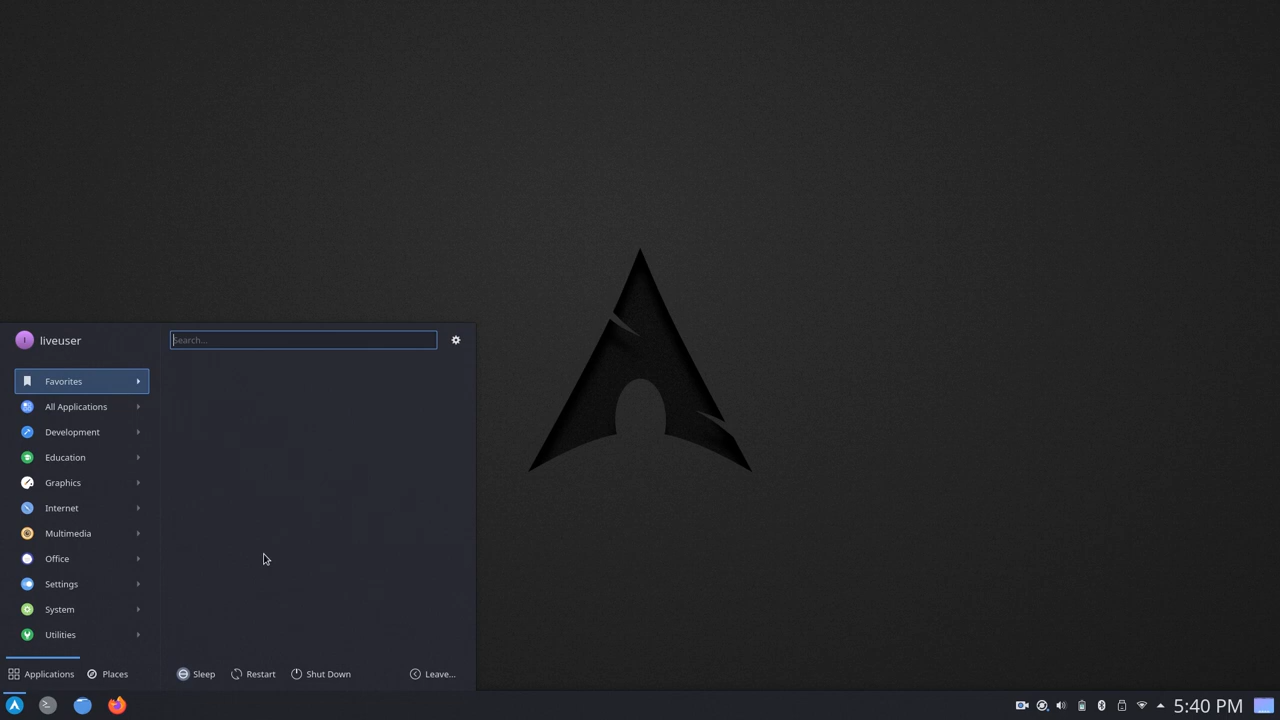 liveuser
Search...
Favorites
All Applications
Development
Education
Graphics
Internet
Multimedia
Office
Settings
System
Utilities
Applications Places Sleep Restart Shut Down Leave...
5:40 PM